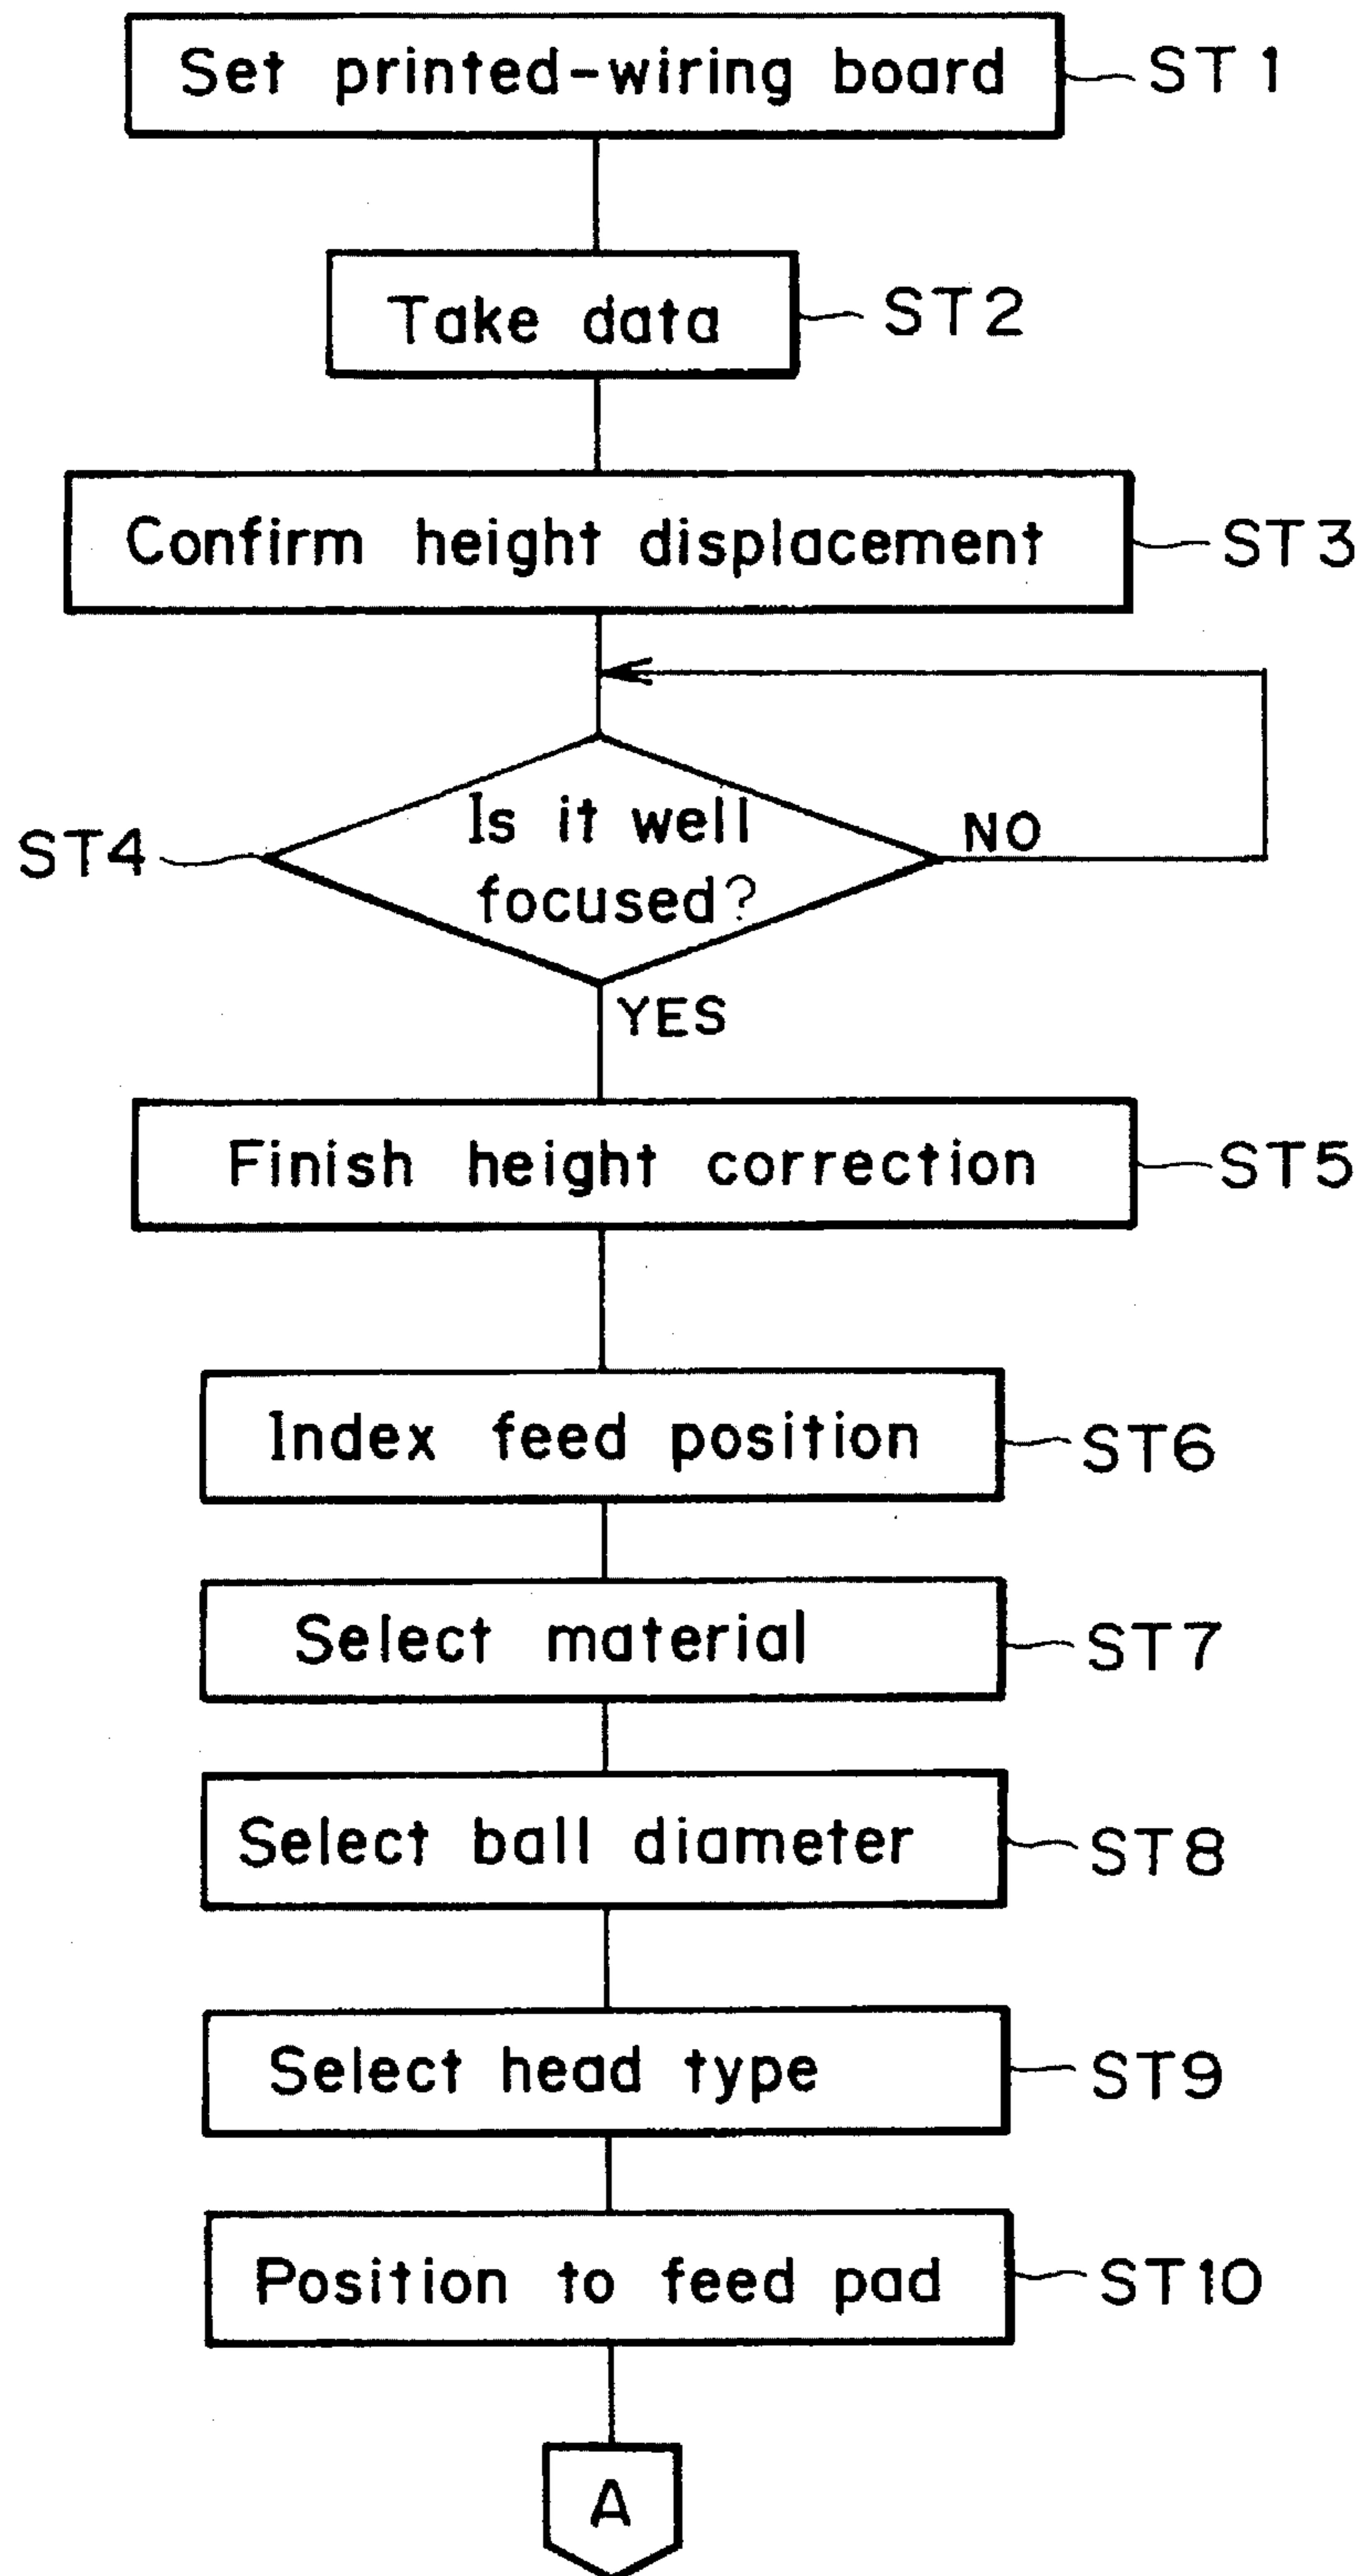 Set printed-wiring board
ST1
Take data
ST2
Confirm height displacement
ST3
Is it well
focused?
NO
ST4
YES
Finish height correction
ST5
Index feed position
ST6
Select material
ST7
Select ball diameter
ST8
Select head type
ST9
Position to feed pad
ST10
A